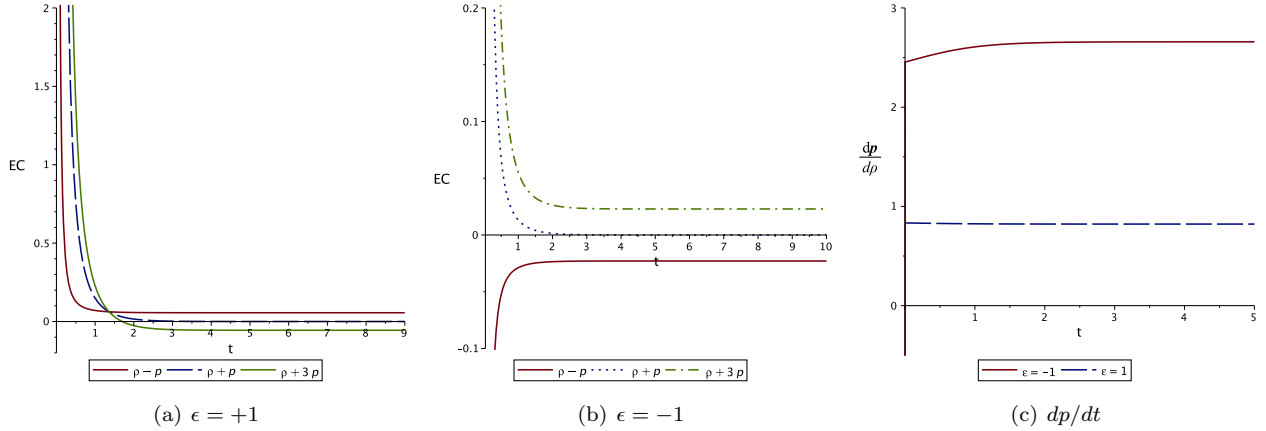 2
1.5
EC
1
0.5
0
1 2 3 4 5 6 7 8 9
t
ρ − p ρ + p ρ + 3 p
(a) ϵ = +1
0.2
0.1
EC
0
1 2 3 4 5 6 7 8 9 10
t
−0.1
ρ − p ρ + p ρ + 3 p
(b) ϵ = −1
3
2
dp
dρ
1
0
1 2 3 4 5
t
ε = −1 ε = 1
(c) dp/dt